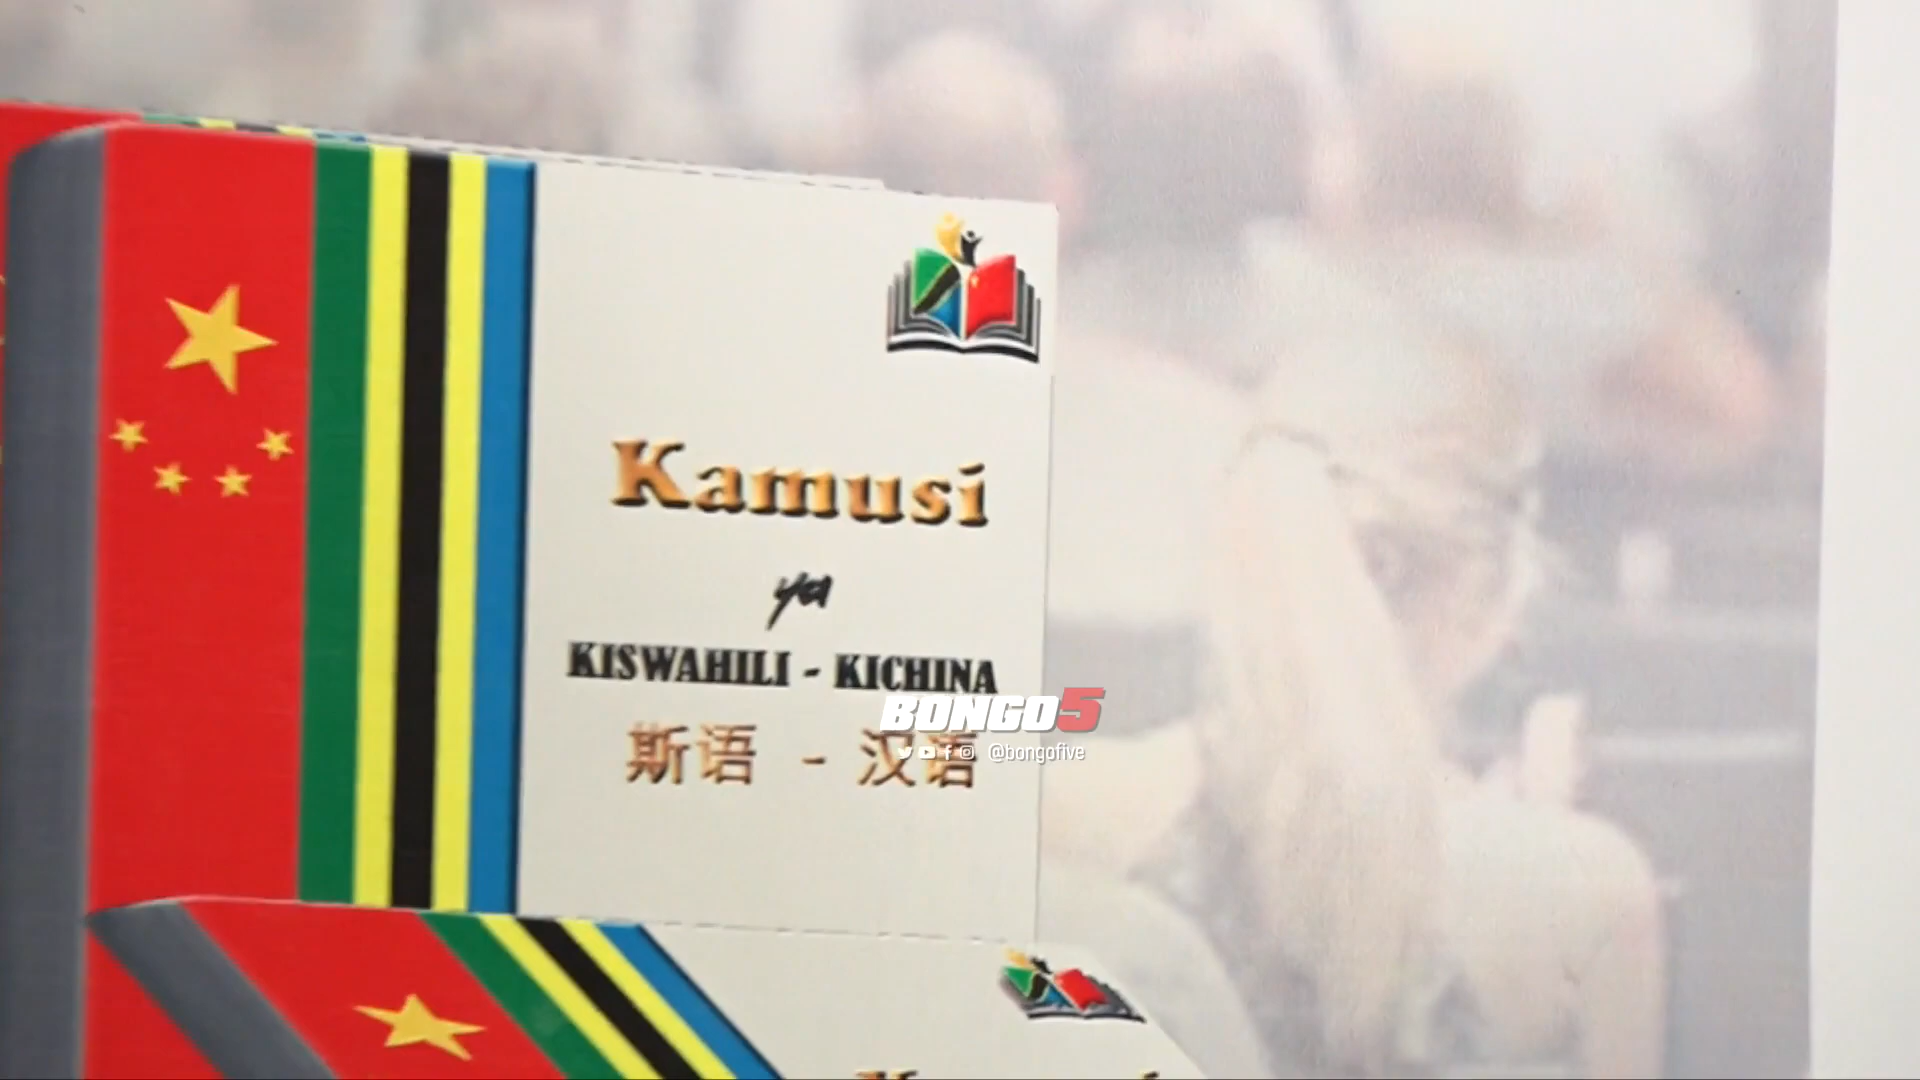 Kamusi
ya
KISWAHILI - KICHINA
斯语 - 汉语
BONGO5
@bongofive